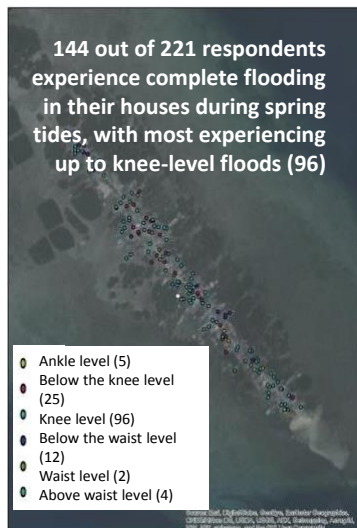 144 out of 221 respondents
experience complete flooding
in their houses during spring
tides, with most experiencing
up to knee-level floods (96)
Ankle level (5)
Below the knee level
(25)
Knee level (96)
Below the waist level
(12)
Waist level (2)
Above waist level (4)